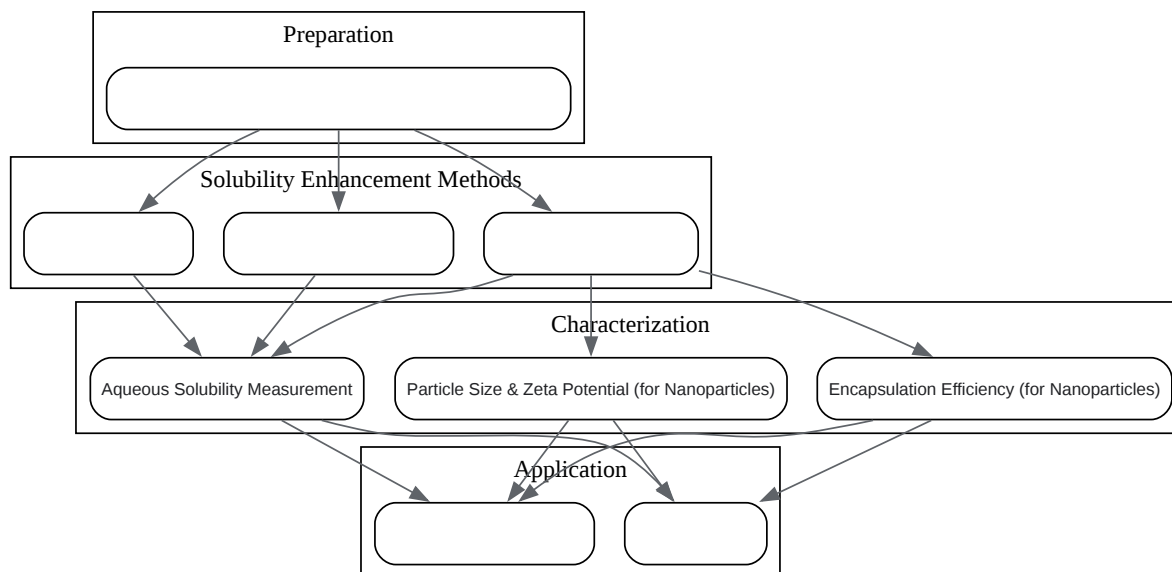 Preparation
Solubility Enhancement Methods
Characterization
Aqueous Solubility Measurement
Particle Size & Zeta Potential (for Nanoparticles)
Encapsulation Efficiency (for Nanoparticles)
Application